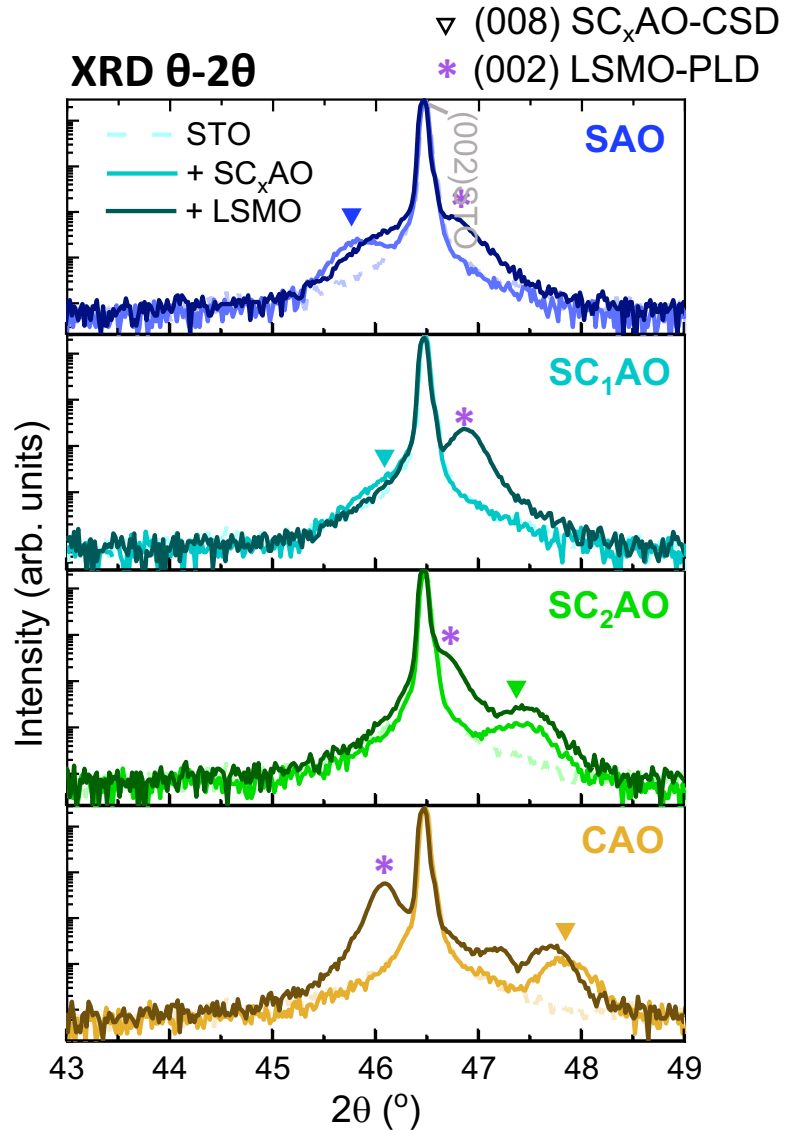 ▽ (008) SCₓAO-CSD
XRD θ-2θ
* (002) LSMO-PLD
STO
+ SCₓAO
+ LSMO
(002)STO
SAO
SC₁AO
SC₂AO
CAO
Intensity (arb. units)
43 44 45 46 47 48 49
2θ (º)